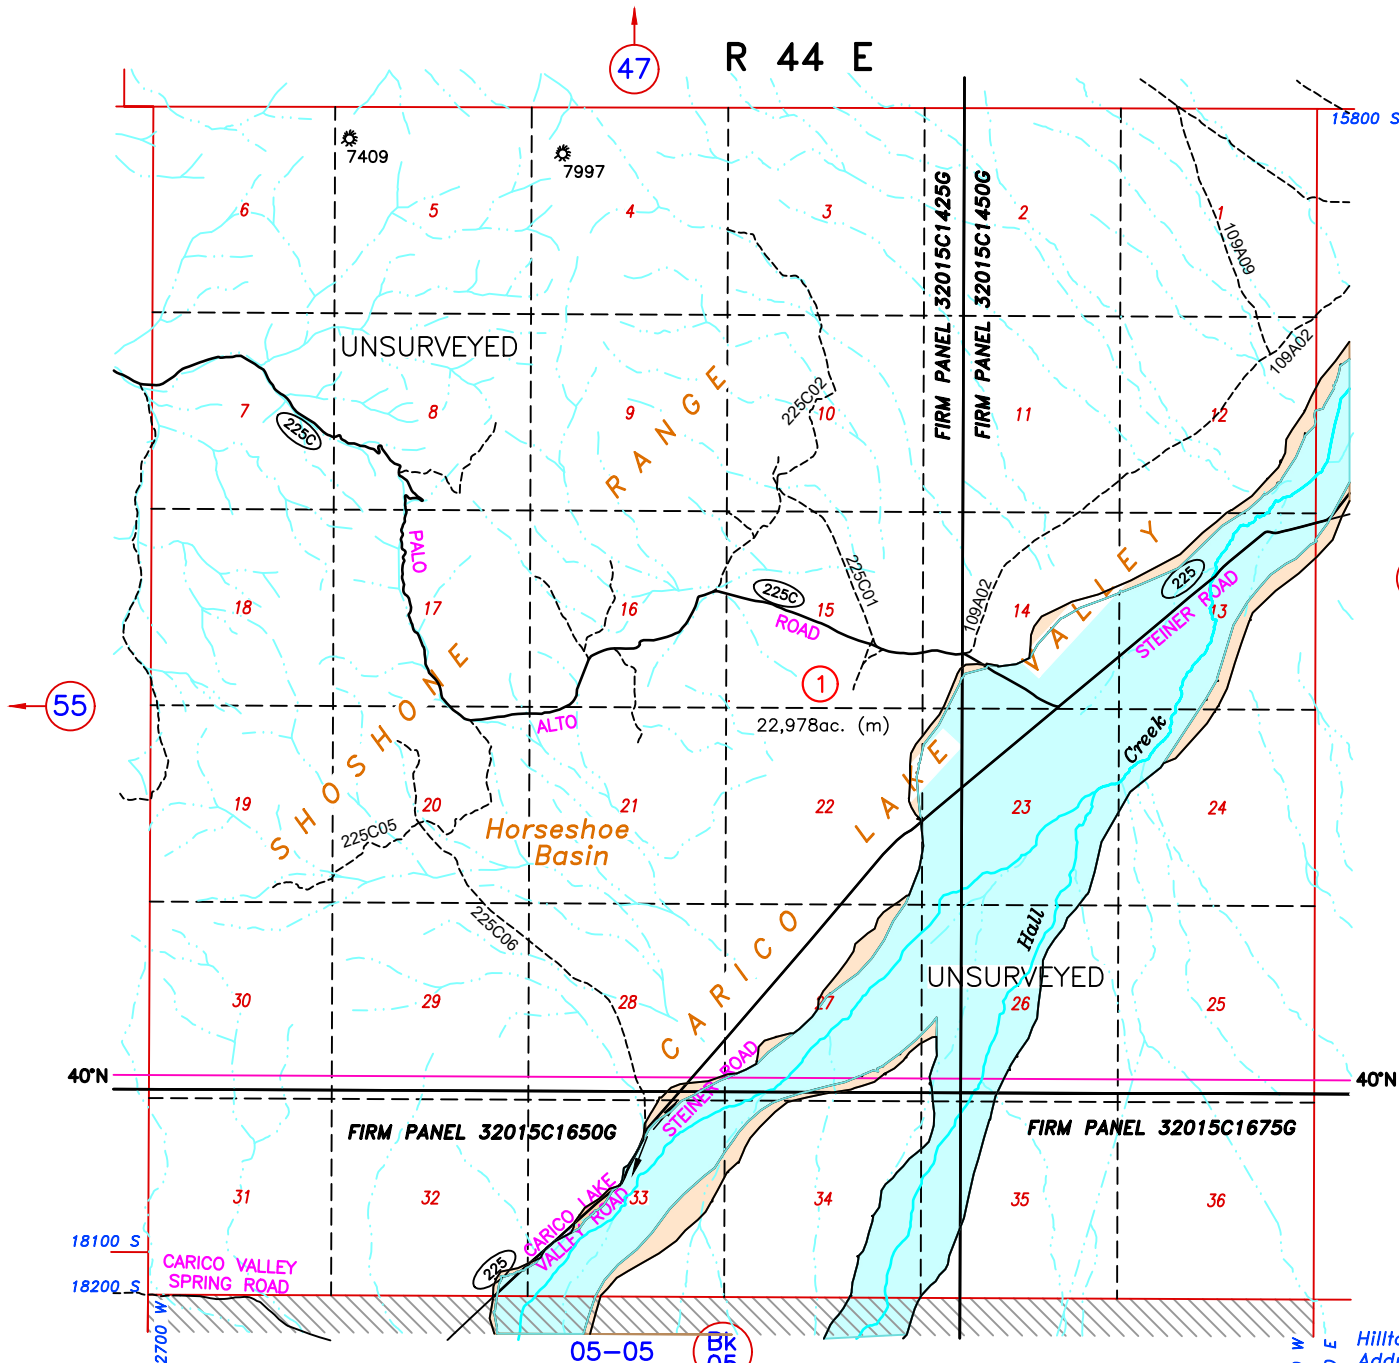 47
R 44 E
15800 S
7409
7997
6
5
4
3
2
1
FIRM PANEL 32015C1425G
FIRM PANEL 32015C1450G
109A09
109A02
UNSURVEYED
7
8
9
10
11
12
225C
225C02
SHOSHONE RANGE
PALO
18
17
16
15
14
13
225C
ROAD
225C01
109A02
225
STEINER ROAD
55
1
22,978ac. (m)
ALTO
CARICO LAKE VALLEY
Creek
Hall
19
20
21
22
23
24
225C05
Horseshoe
Basin
225C06
UNSURVEYED
30
29
28
27
26
25
40°N
40°N
STEINER ROAD
FIRM PANEL 32015C1650G
FIRM PANEL 32015C1675G
31
32
33
34
35
36
CARICO LAKE
VALLEY ROAD
225
18100 S
CARICO VALLEY
SPRING ROAD
18200 S
2700 W
05-05
Bk
05
W
E